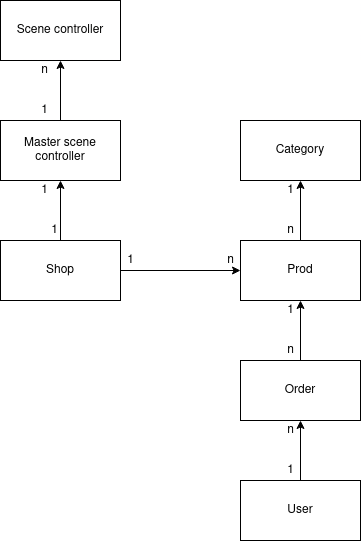 Scene controller
n
1
Master scene
controller
Category
1
1
1
n
Shop
1
n
Prod
1
n
Order
n
1
User